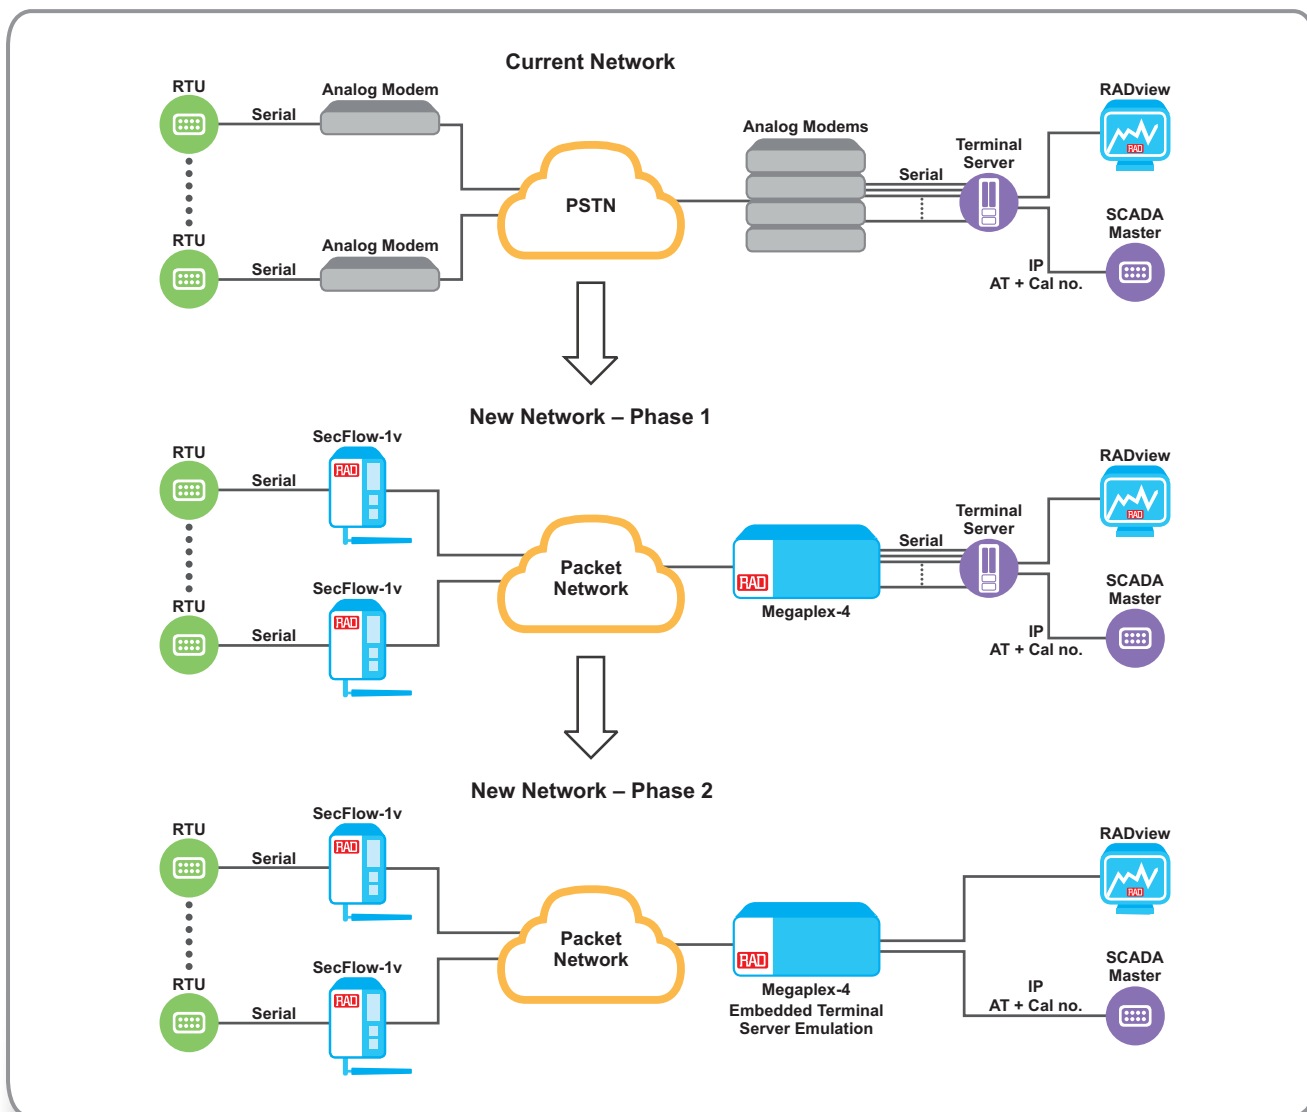 Current Network
RTU
Serial
Analog Modem
RTU
Serial
Analog Modem
PSTN
Analog Modems
Serial
Terminal
Server
RADview
RAD
SCADA
Master
IP
AT + Cal no.
New Network – Phase 1
RTU
Serial
SecFlow-1v
RAD
RTU
Serial
SecFlow-1v
RAD
Packet
Network
RAD
Megaplex-4
Serial
Terminal
Server
RADview
RAD
SCADA
Master
IP
AT + Cal no.
New Network – Phase 2
RTU
Serial
SecFlow-1v
RAD
RTU
Serial
SecFlow-1v
RAD
Packet
Network
RAD
Megaplex-4
Embedded Terminal
Server Emulation
RADview
RAD
SCADA
Master
IP
AT + Cal no.